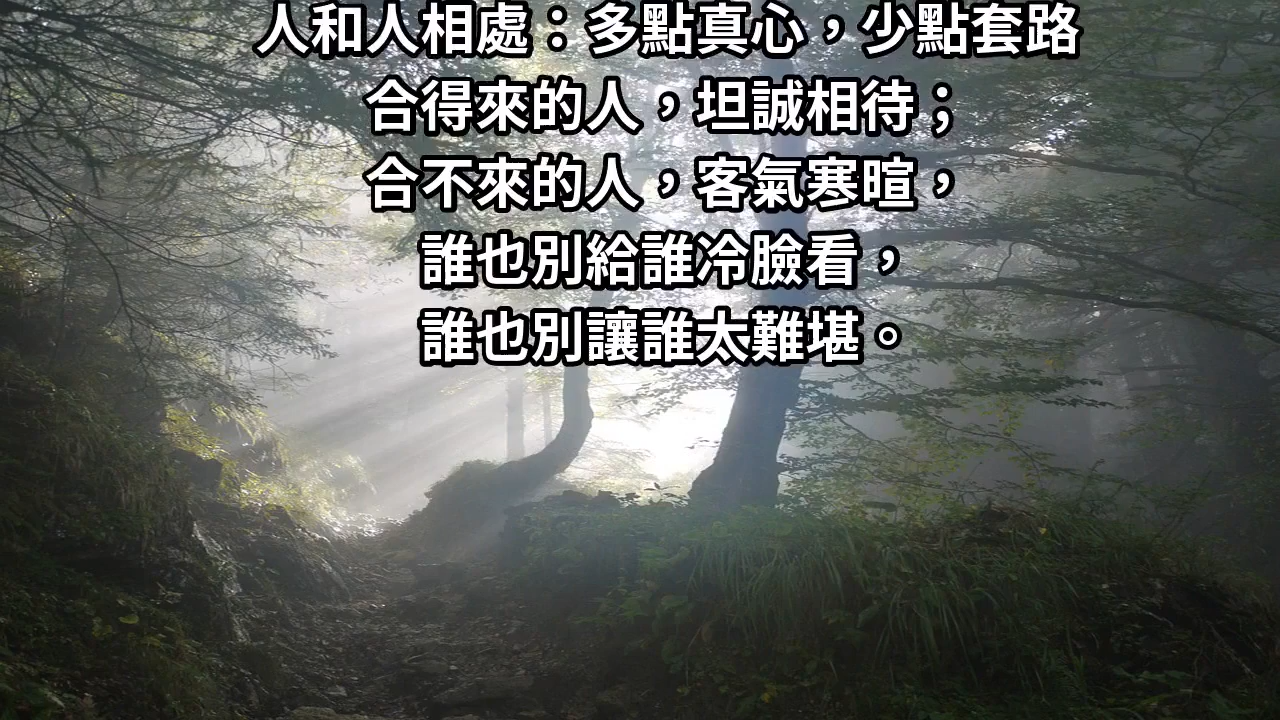 人和人相處：多點真心，少點套路
合得來的人，坦誠相待；
合不來的人，客氣寒暄，
誰也別給誰冷臉看，
誰也別讓誰太難堪。